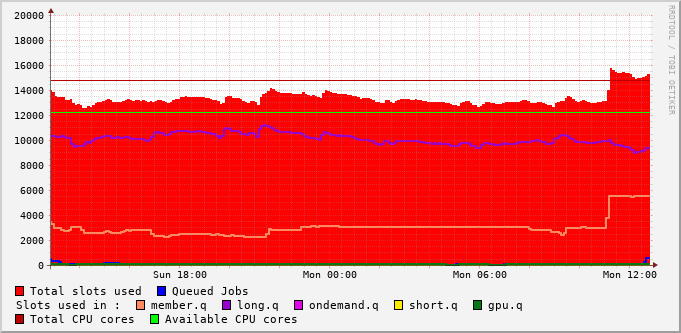 20000
18000
16000
14000
12000
10000
8000
6000
4000
2000
0
Sun 18:00 Mon 00:00 Mon 06:00 Mon 12:00
Total slots used Queued Jobs
Slots used in : member.q long.q ondemand.q short.q gpu.q
Total CPU cores Available CPU cores
RRDTOOL / TOBI OETIKER